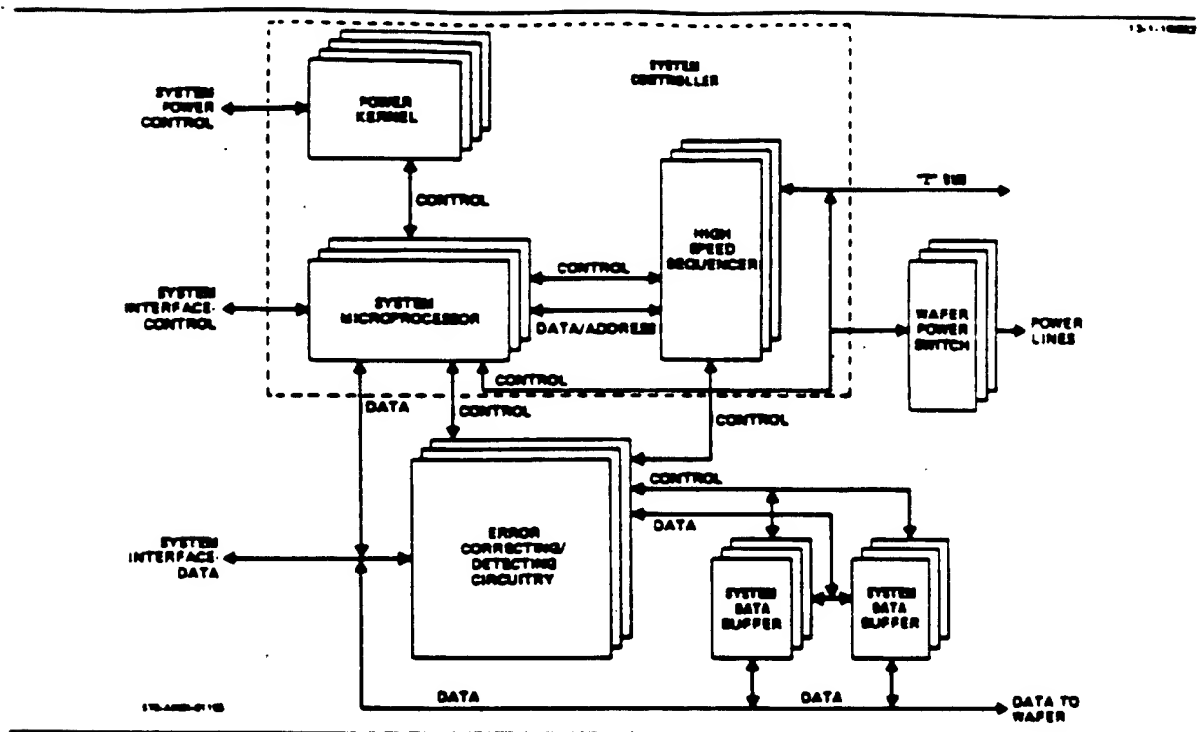 SYSTEM
CONTROLLER
POWER
KERNEL
SYSTEM
POWER
CONTROL
CONTROL
HIGH
SPEED
SEQUENCER
CONTROL
DATA/ADDRESS
SYSTEM
MICROPROCESSOR
SYSTEM
INTERFACE-
CONTROL
WAFER
POWER
SWITCH
POWER
LINES
CONTROL
DATA
CONTROL
CONTROL
CONTROL
DATA
ERROR
CORRECTING/
DETECTING
CIRCUITRY
SYSTEM
INTERFACE-
DATA
SYSTEM
DATA
BUFFER
SYSTEM
DATA
BUFFER
DATA
DATA
DATA TO
WAFER